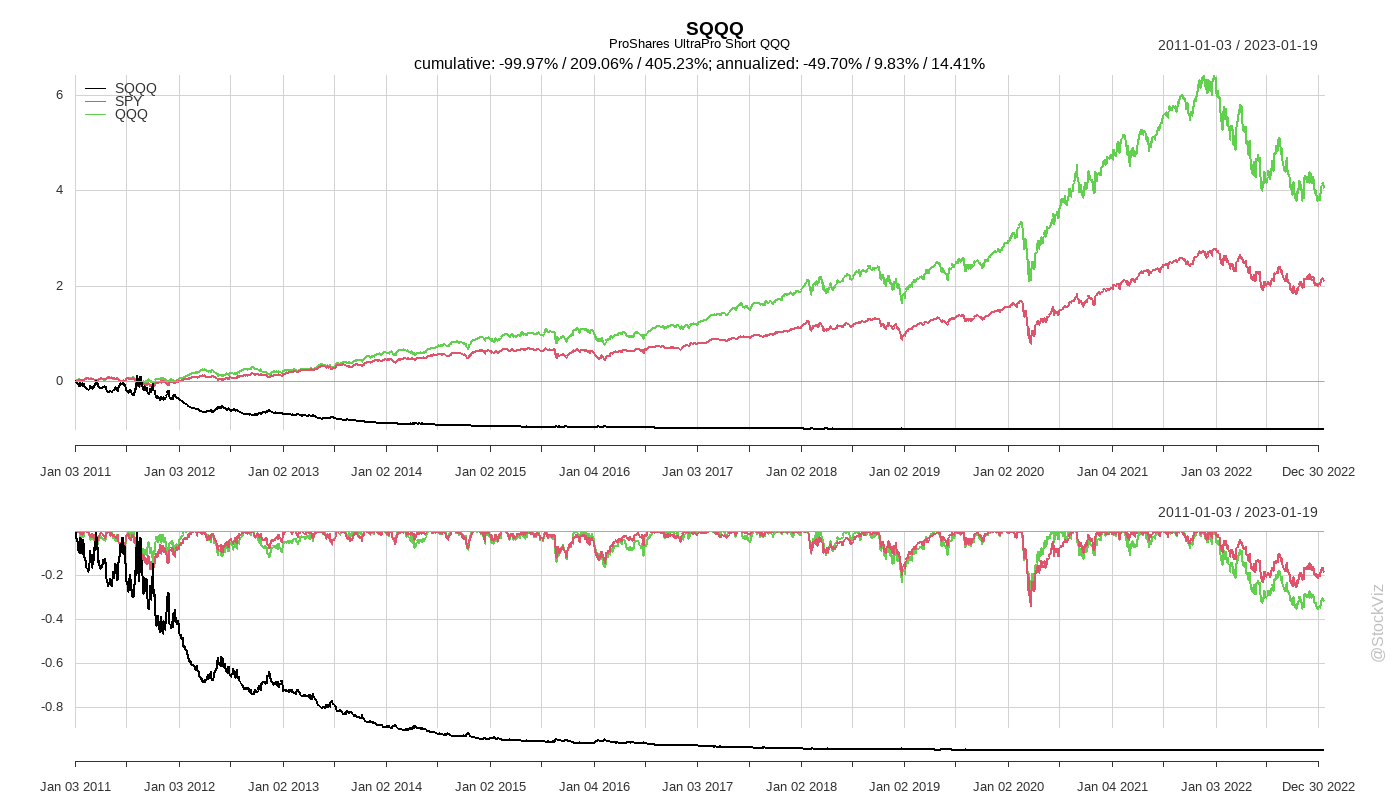 SQQQ
ProShares UltraPro Short QQQ
2011-01-03 / 2023-01-19
cumulative: -99.97% / 209.06% / 405.23%; annualized: -49.70% / 9.83% / 14.41%
SQQQ
SPY
QQQ
6
4
2
0
Jan 03 2011 Jan 03 2012 Jan 02 2013 Jan 02 2014 Jan 02 2015 Jan 04 2016 Jan 03 2017 Jan 02 2018 Jan 02 2019 Jan 02 2020 Jan 04 2021 Jan 03 2022 Dec 30 2022
2011-01-03 / 2023-01-19
-0.2
-0.4
-0.6
-0.8
Jan 03 2011 Jan 03 2012 Jan 02 2013 Jan 02 2014 Jan 02 2015 Jan 04 2016 Jan 03 2017 Jan 02 2018 Jan 02 2019 Jan 02 2020 Jan 04 2021 Jan 03 2022 Dec 30 2022
@StockViz